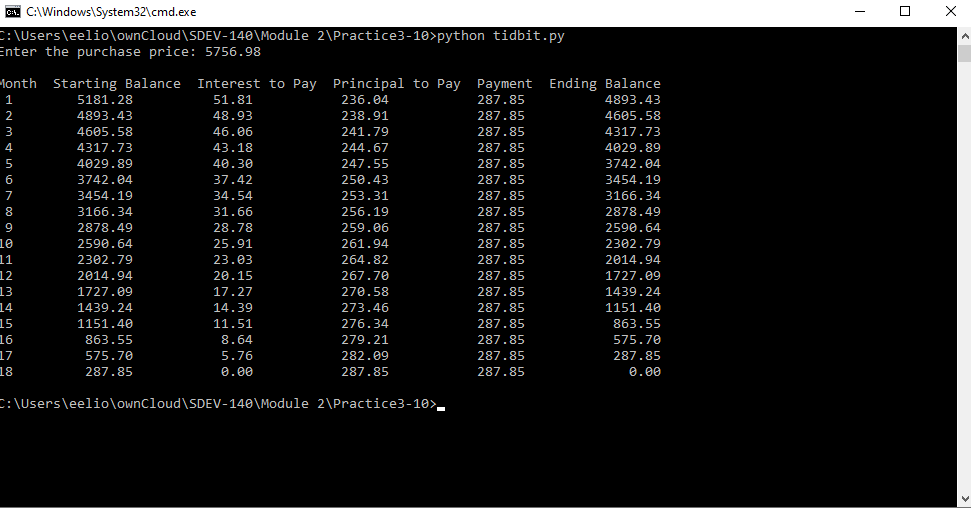 C:\Windows\System32\cmd.exe
C:\Users\eelio\ownCloud\SDEV-140\Module 2\Practice3-10>python tidbit.py
Enter the purchase price: 5756.98
Month  Starting Balance  Interest to Pay  Principal to Pay  Payment  Ending Balance
1 5181.28 51.81 236.04 287.85 4893.43
2 4893.43 48.93 238.91 287.85 4605.58
3 4605.58 46.06 241.79 287.85 4317.73
4 4317.73 43.18 244.67 287.85 4029.89
5 4029.89 40.30 247.55 287.85 3742.04
6 3742.04 37.42 250.43 287.85 3454.19
7 3454.19 34.54 253.31 287.85 3166.34
8 3166.34 31.66 256.19 287.85 2878.49
9 2878.49 28.78 259.06 287.85 2590.64
10 2590.64 25.91 261.94 287.85 2302.79
11 2302.79 23.03 264.82 287.85 2014.94
12 2014.94 20.15 267.70 287.85 1727.09
13 1727.09 17.27 270.58 287.85 1439.24
14 1439.24 14.39 273.46 287.85 1151.40
15 1151.40 11.51 276.34 287.85 863.55
16 863.55 8.64 279.21 287.85 575.70
17 575.70 5.76 282.09 287.85 287.85
18 287.85 0.00 287.85 287.85 0.00
C:\Users\eelio\ownCloud\SDEV-140\Module 2\Practice3-10>